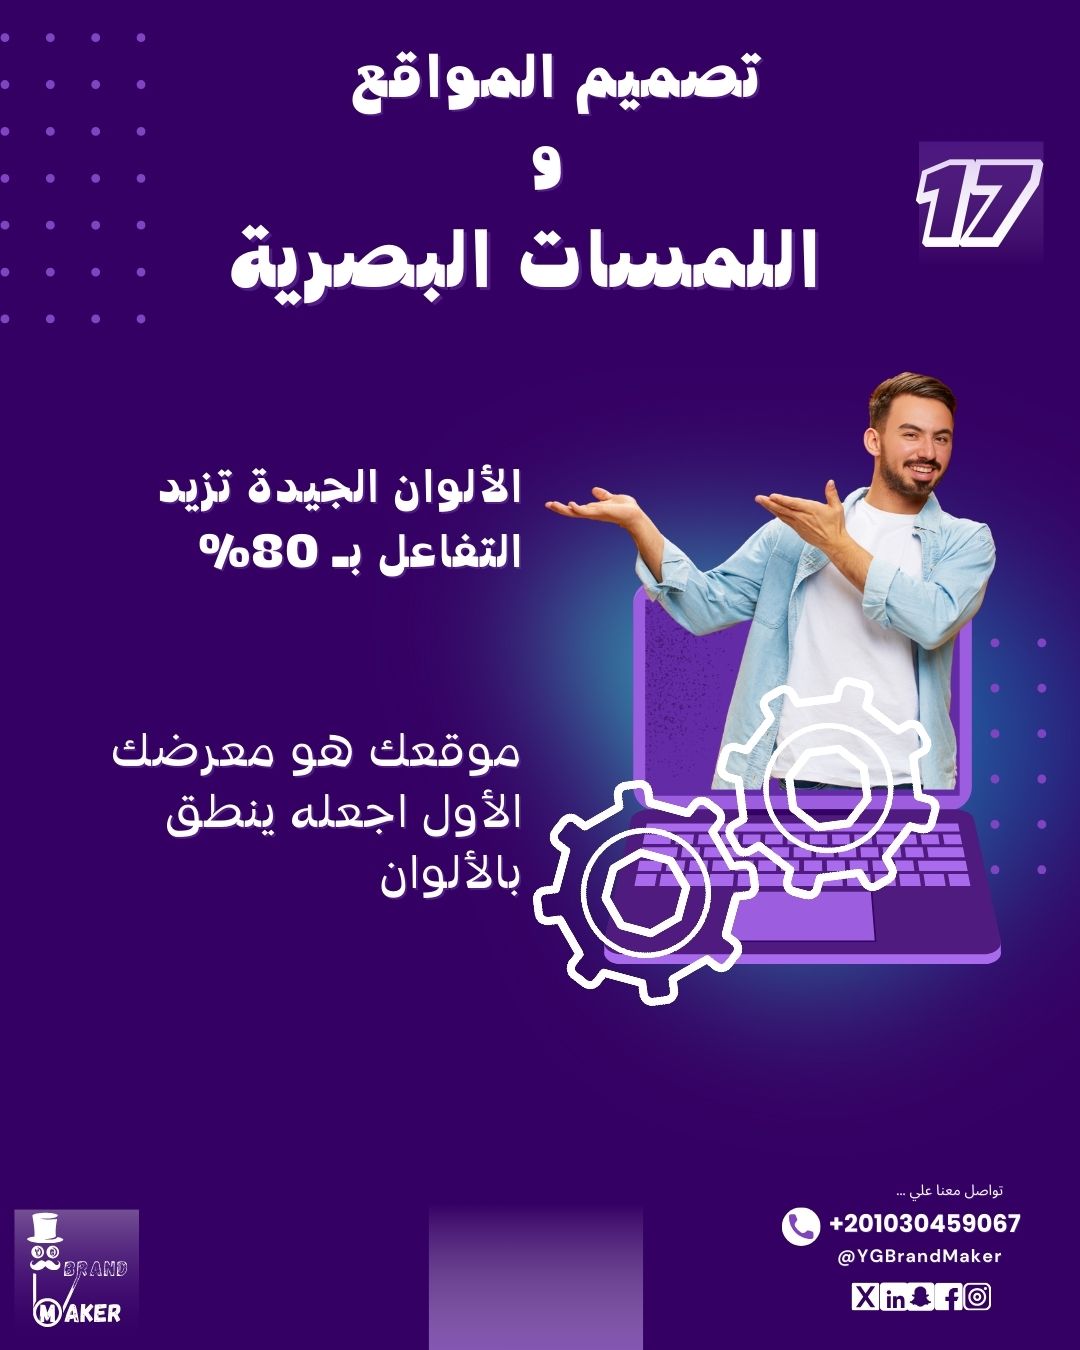 تصميم المواقع
و
اللمسات البصرية
17
الألوان الجيدة تزيد
التفاعل بـ 80%
موقعك هو معرضك
الأول اجعله ينطق
بالألوان
تواصل معنا علي ...
+201030459067
@YGBrandMaker
BRAND
MAKER